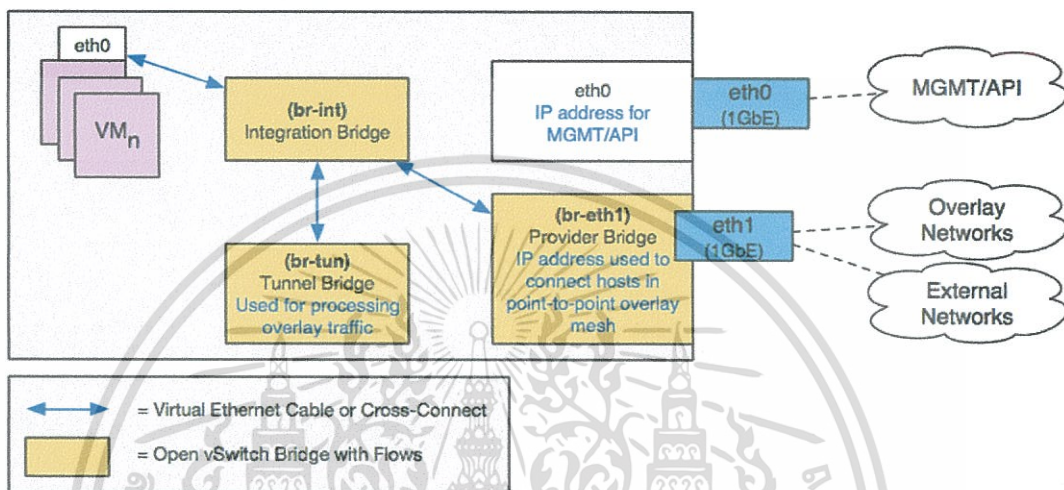 eth0
VMn
(br-int)
Integration Bridge
(br-tun)
Tunnel Bridge
Used for processing
overlay traffic
eth0
IP address for
MGMT/API
(br-eth1)
Provider Bridge
IP address used to
connect hosts in
point-to-point overlay
mesh
eth0
(1GbE)
eth1
(1GbE)
MGMT/API
Overlay
Networks
External
Networks
= Virtual Ethernet Cable or Cross-Connect
= Open vSwitch Bridge with Flows